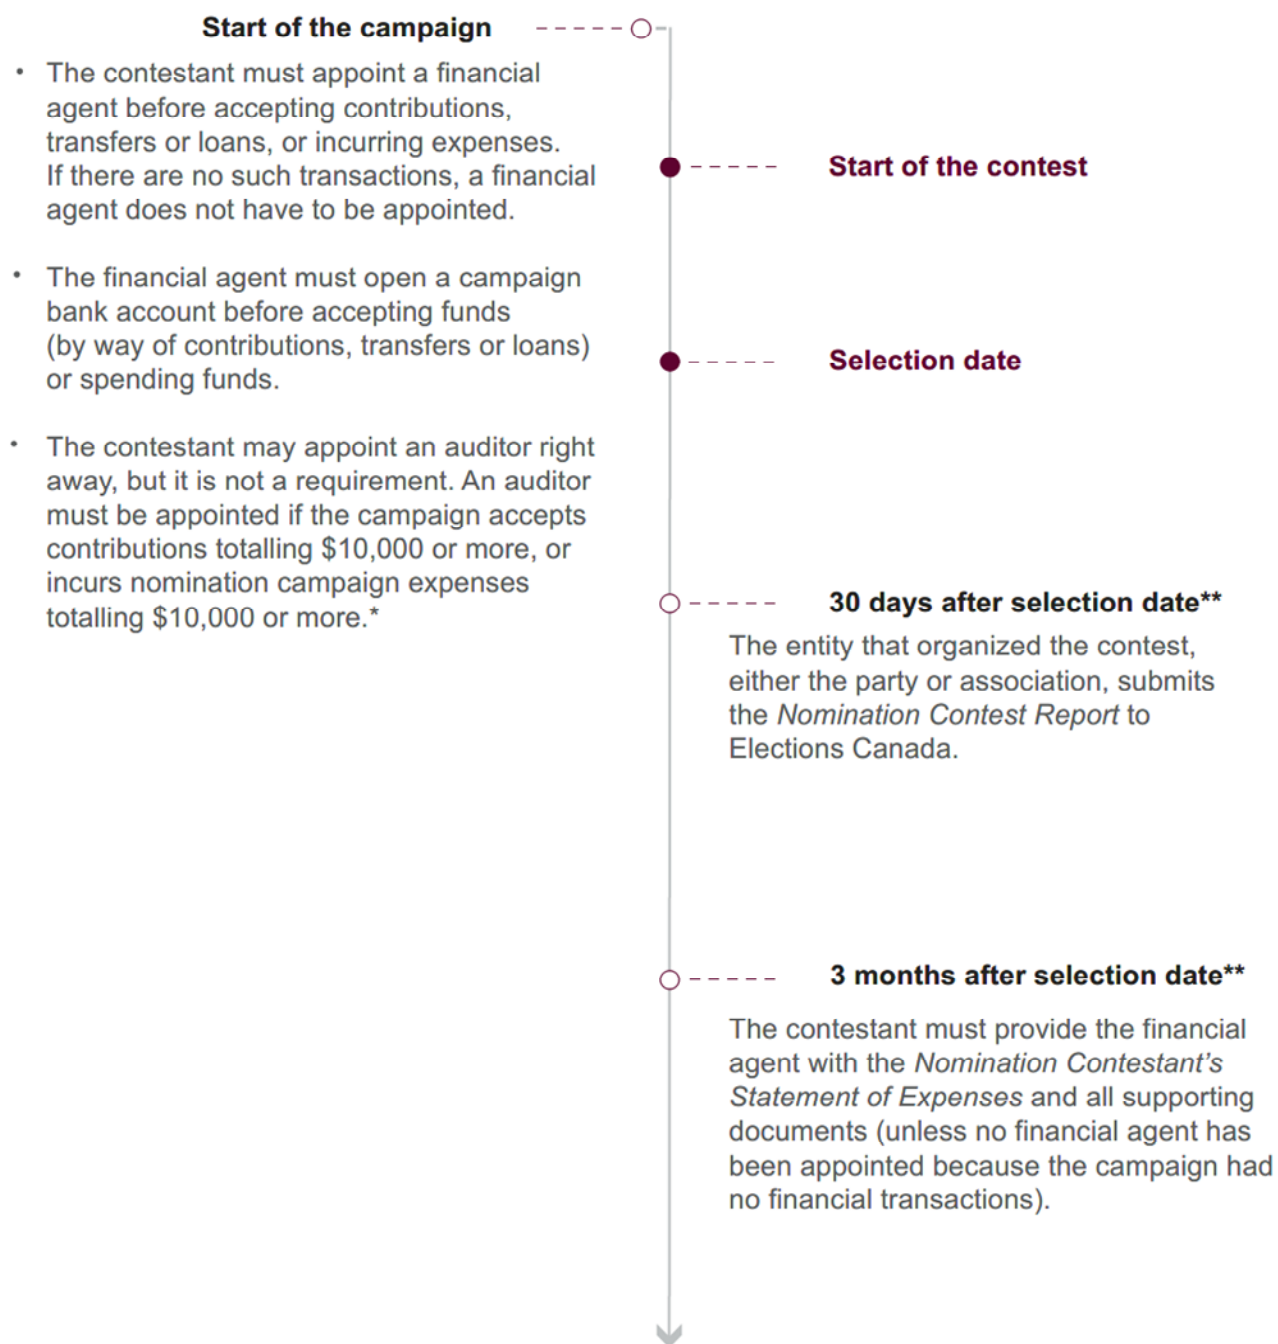 Start of the campaign
• The contestant must appoint a financial
agent before accepting contributions,
transfers or loans, or incurring expenses.
If there are no such transactions, a financial
agent does not have to be appointed.
• The financial agent must open a campaign
bank account before accepting funds
(by way of contributions, transfers or loans)
or spending funds.
• The contestant may appoint an auditor right
away, but it is not a requirement. An auditor
must be appointed if the campaign accepts
contributions totalling $10,000 or more, or
incurs nomination campaign expenses
totalling $10,000 or more.*
Start of the contest
Selection date
30 days after selection date**
The entity that organized the contest,
either the party or association, submits
the Nomination Contest Report to
Elections Canada.
3 months after selection date**
The contestant must provide the financial
agent with the Nomination Contestant’s
Statement of Expenses and all supporting
documents (unless no financial agent has
been appointed because the campaign had
no financial transactions).